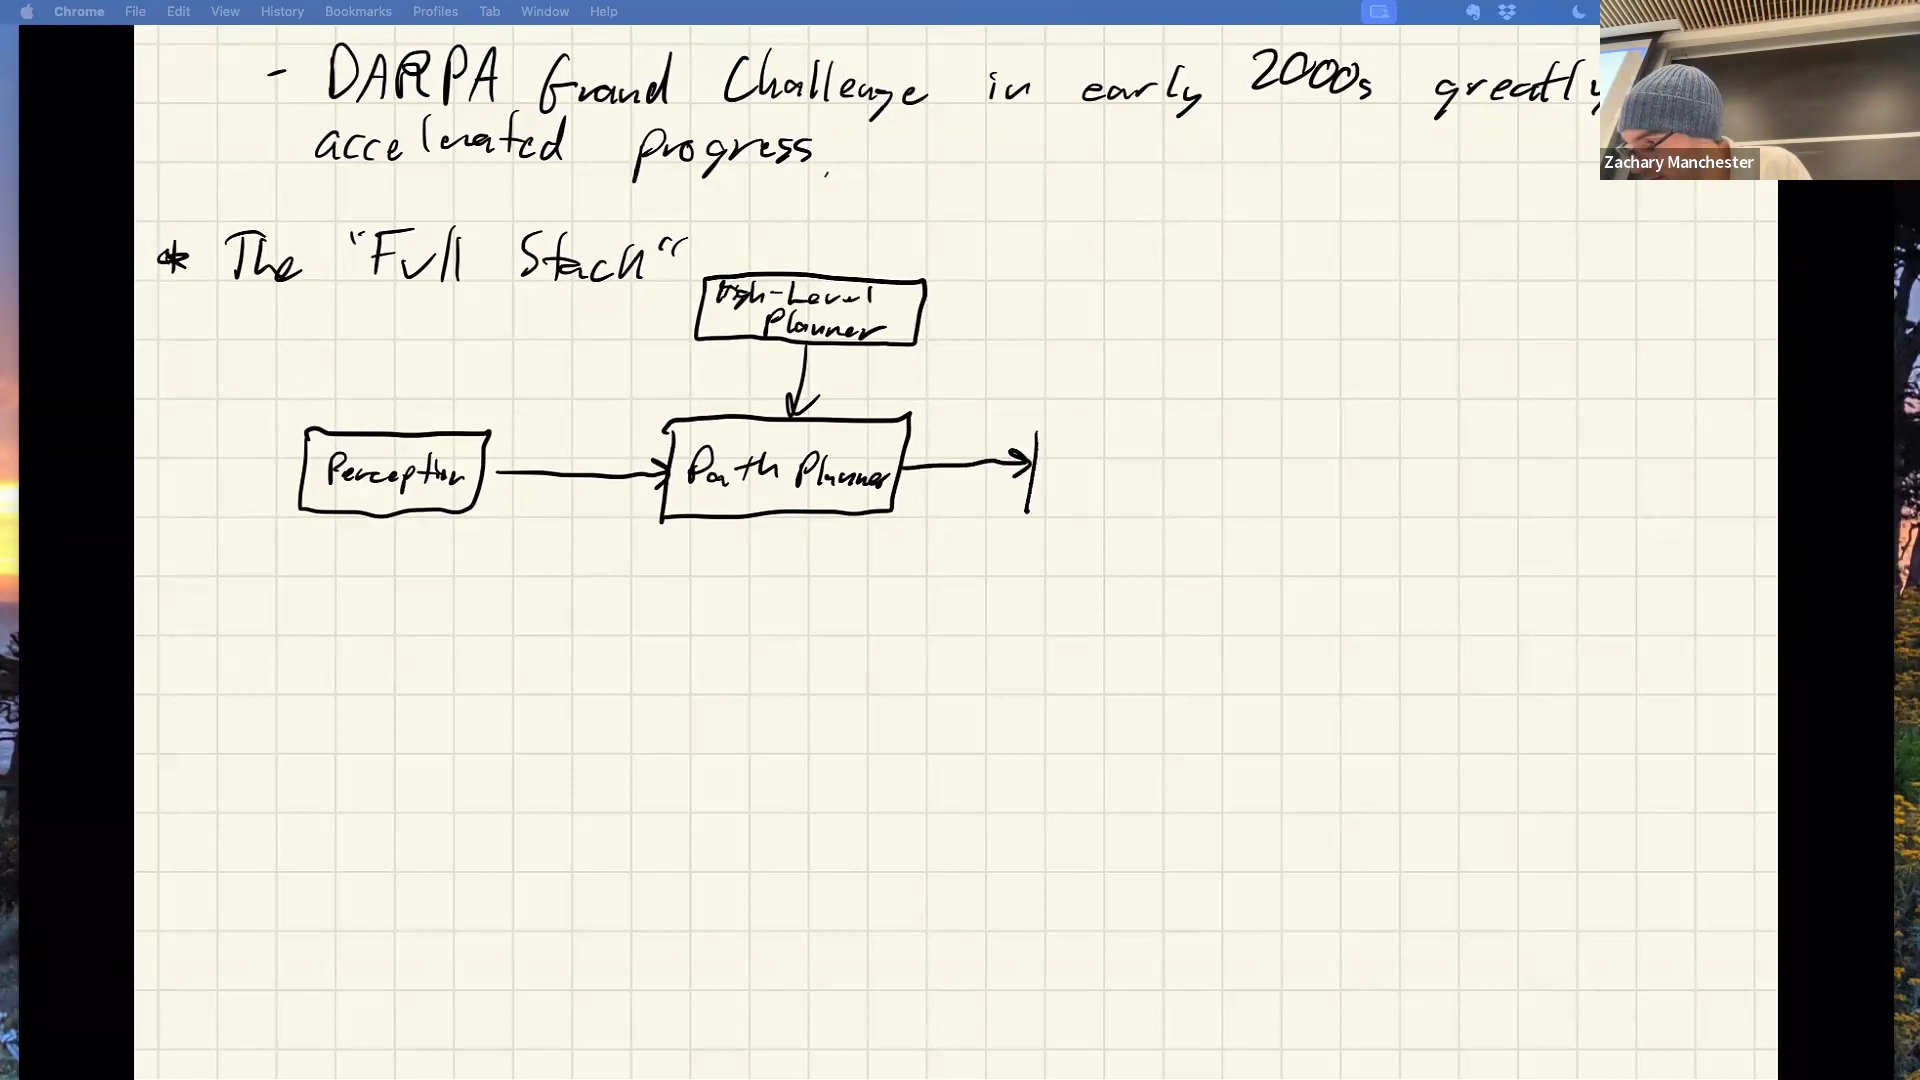 Chrome File Edit View History Bookmarks Profiles Tab Window Help
- DARPA Grand Challenge in early 2000s greatly
accelerated progress.
Zachary Manchester
* The "Full Stack"
High-Level
Planner
Perception
Path Planner